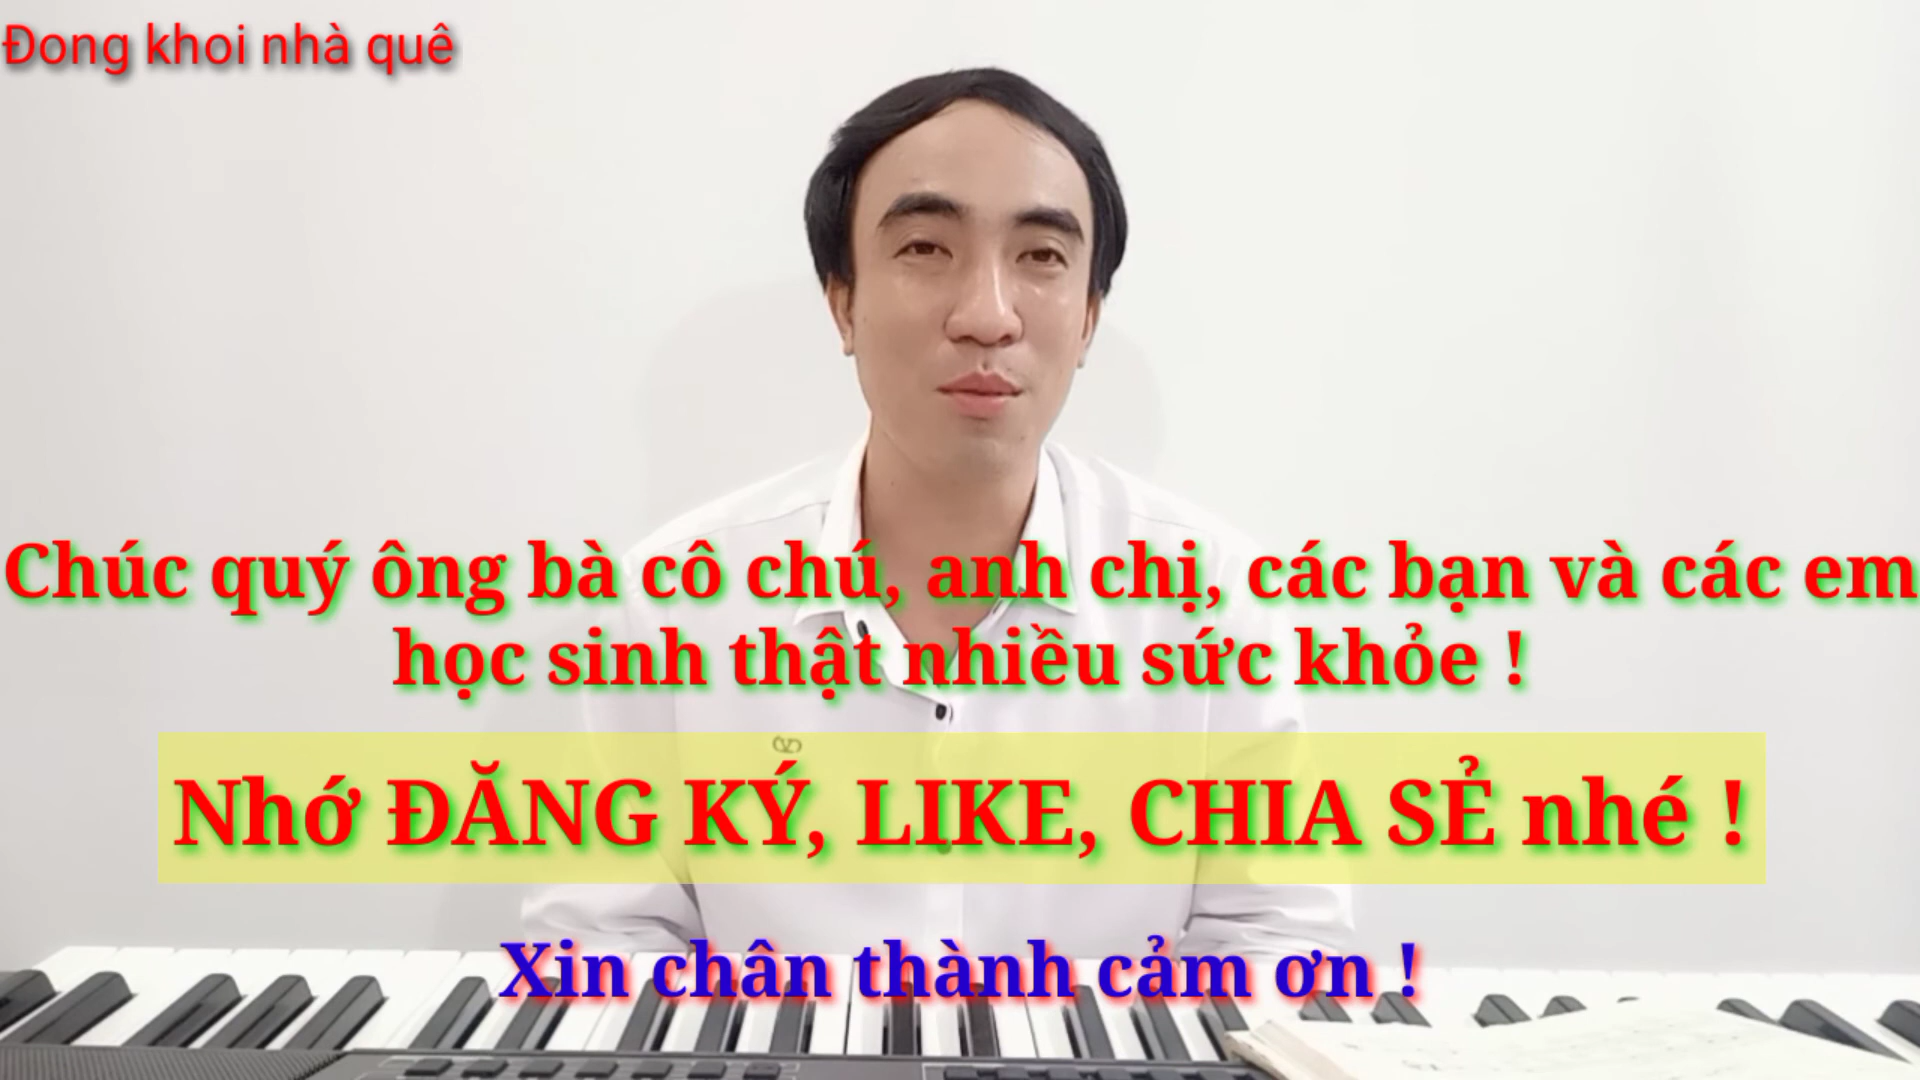 Đong khoi nhà quê
Chúc quý ông bà cô chú, anh chị, các bạn và các em
học sinh thật nhiều sức khỏe !
Nhớ ĐĂNG KÝ, LIKE, CHIA SẺ nhé !
Xin chân thành cảm ơn !